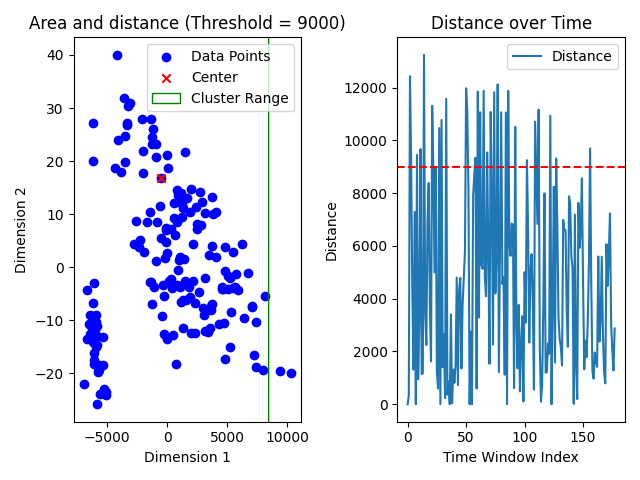 Area and distance (Threshold = 9000)
Data Points
Center
Cluster Range
40
30
20
10
0
−10
−20
Dimension 2
−5000
0
5000
10000
Dimension 1
Distance over Time
Distance
12000
10000
8000
6000
4000
2000
0
Distance
0
50
100
150
Time Window Index